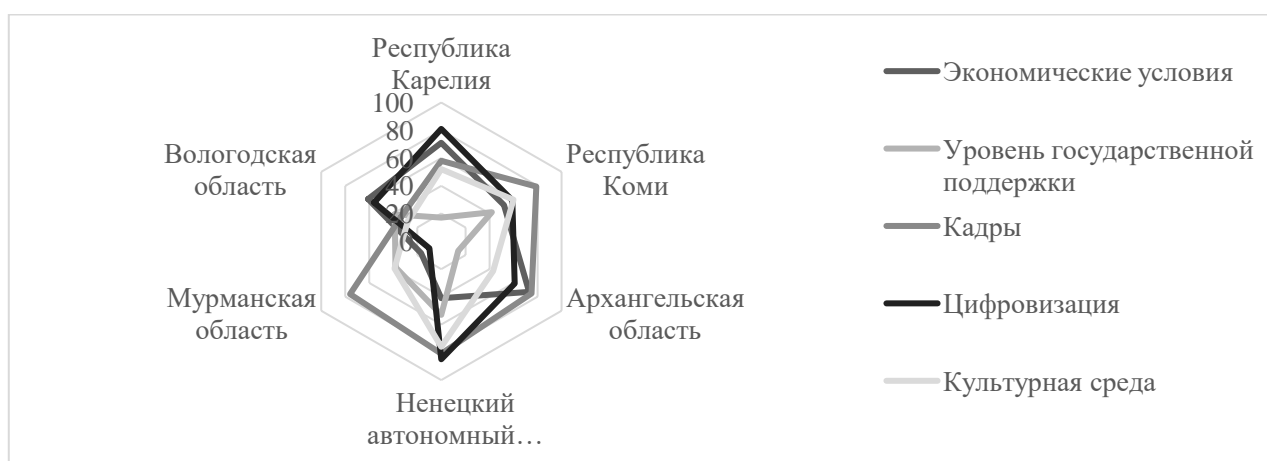 Республика
Карелия
100
80
60
40
20
0
Республика
Коми
Архангельская
область
Ненецкий
автономный…
Мурманская
область
Вологодская
область
Экономические условия
Уровень государственной
поддержки
Кадры
Цифровизация
Культурная среда